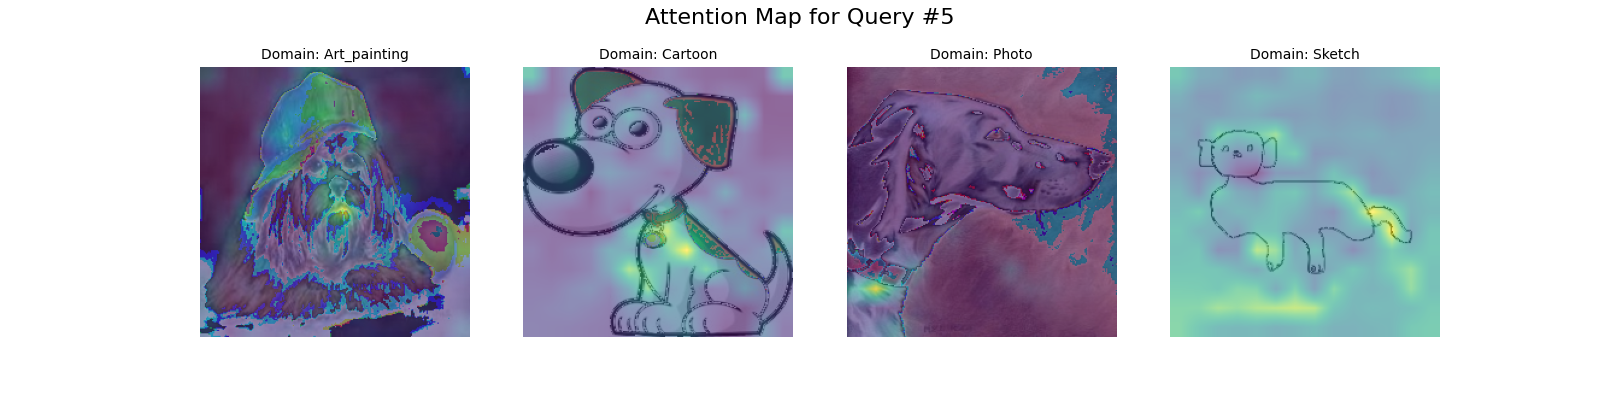 Attention Map for Query #5
Domain: Art_painting
Domain: Cartoon
Domain: Photo
Domain: Sketch